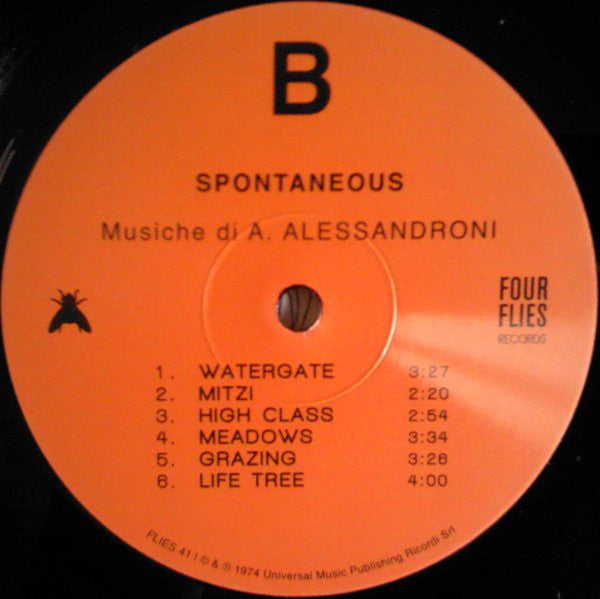 B
SPONTANEOUS
Musiche di A. ALESSANDRONI
FOUR
FLIES
RECORDS
1. WATERGATE 3:27
2. MITZI 2:20
3. HIGH CLASS 2:54
4. MEADOWS 3:34
5. GRAZING 3:26
6. LIFE TREE 4:00
FLIES 41 | © & ℗ 1974 Universal Music Publishing Ricordi Srl